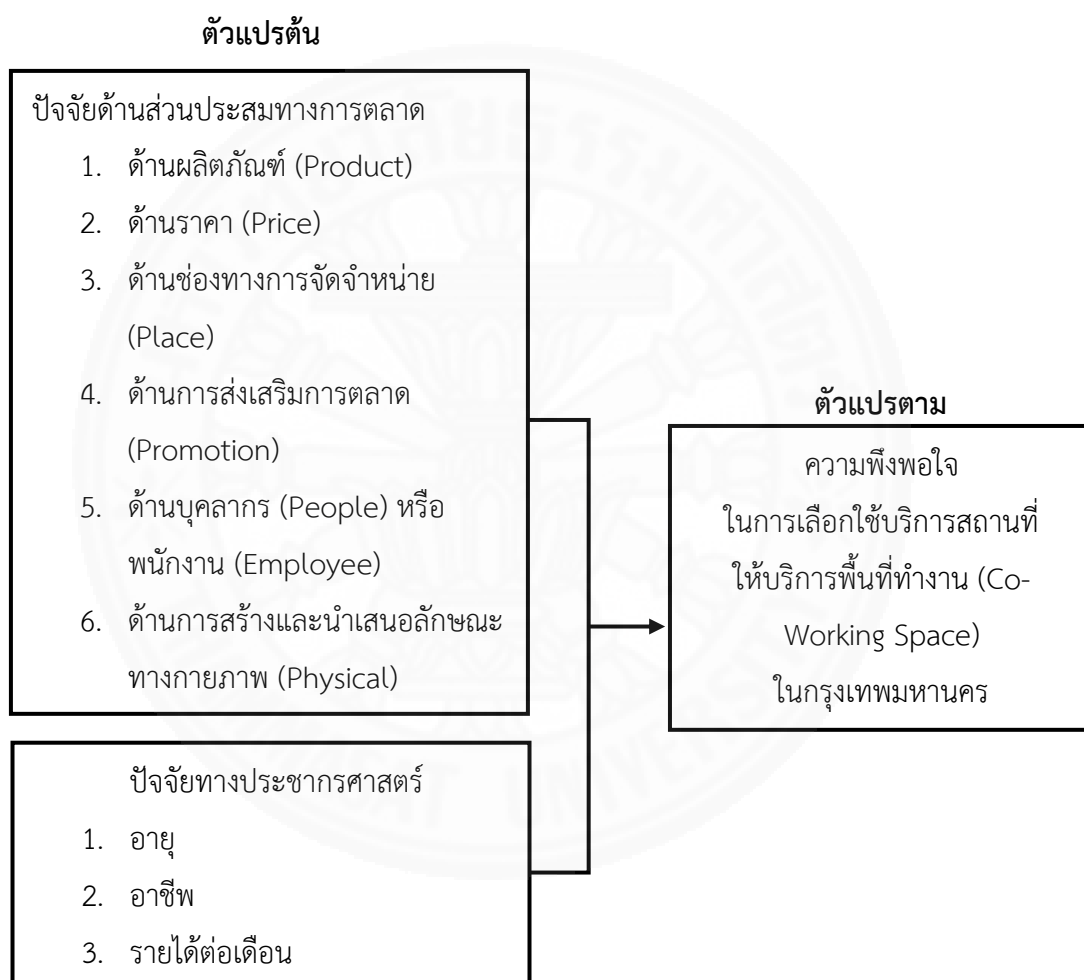 ตัวแปรต้น
ปัจจัยด้านส่วนประสมทางการตลาด
1. ด้านผลิตภัณฑ์ (Product)
2. ด้านราคา (Price)
3. ด้านช่องทางการจัดจำหน่าย
(Place)
4. ด้านการส่งเสริมการตลาด
(Promotion)
5. ด้านบุคลากร (People) หรือ
พนักงาน (Employee)
6. ด้านการสร้างและนำเสนอลักษณะ
ทางกายภาพ (Physical)
ปัจจัยทางประชากรศาสตร์
1. อายุ
2. อาชีพ
3. รายได้ต่อเดือน
ตัวแปรตาม
ความพึงพอใจ
ในการเลือกใช้บริการสถานที่
ให้บริการพื้นที่ทำงาน (Co-
Working Space)
ในกรุงเทพมหานคร